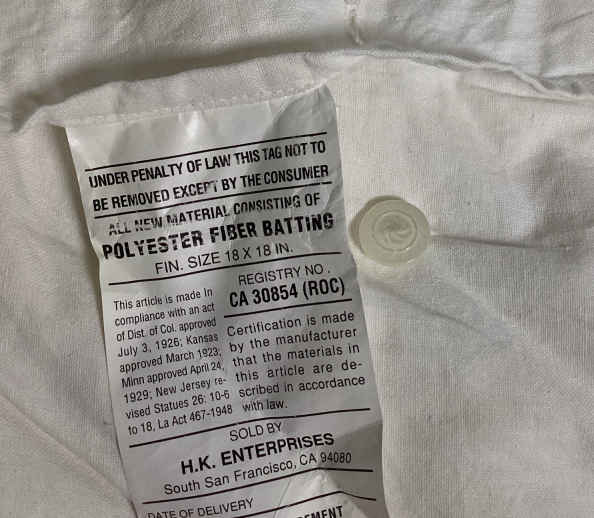 UNDER PENALTY OF LAW THIS TAG NOT TO
BE REMOVED EXCEPT BY THE CONSUMER
ALL NEW MATERIAL CONSISTING OF
POLYESTER FIBER BATTING
FIN. SIZE 18 X 18 IN.
REGISTRY NO.
CA 30854 (ROC)
This article is made in
compliance with an act
of Dist. of Col. approved
July 3, 1926; Kansas
approved March 1923;
Minn approved April 24,
1929; New Jersey re-
vised Statues 26: 10-6
to 18, La Act 467-1948
Certification is made
by the manufacturer
that the materials in
this article are de-
scribed in accordance
with law.
SOLD BY
H.K. ENTERPRISES
South San Francisco, CA 94080
DATE OF DELIVERY